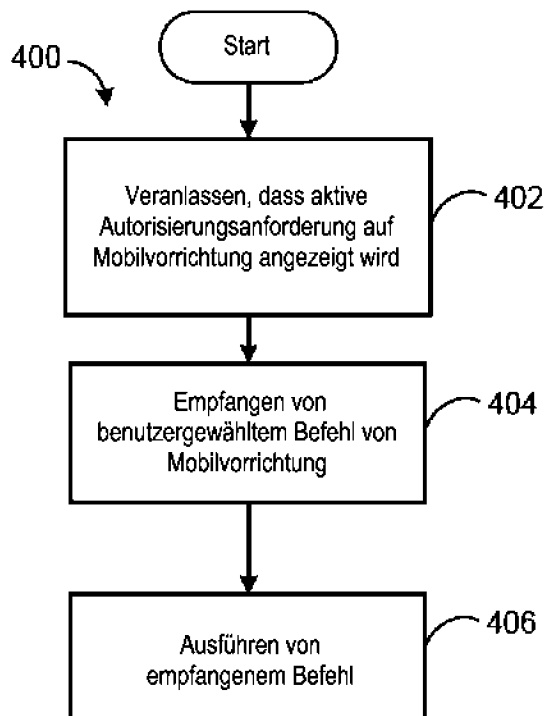 Start
400
Veranlassen, dass aktive
Autorisierungsanforderung auf
Mobilvorrichtung angezeigt wird
402
Empfangen von
benutzergewähltem Befehl von
Mobilvorrichtung
404
Ausführen von
empfangenem Befehl
406